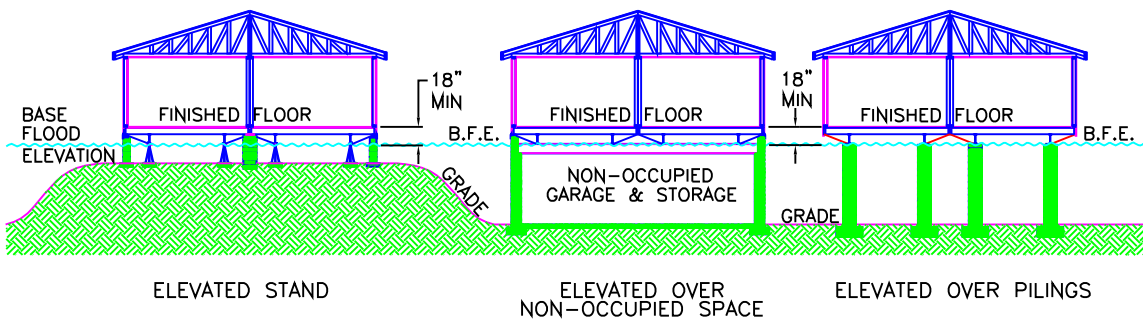 18"
MIN
18"
MIN
BASE
FLOOD
ELEVATION
FINISHED FLOOR
B.F.E.
FINISHED FLOOR
FINISHED FLOOR
B.F.E.
GRADE
NON-OCCUPIED
GARAGE & STORAGE
GRADE
ELEVATED STAND
ELEVATED OVER
NON-OCCUPIED SPACE
ELEVATED OVER PILINGS